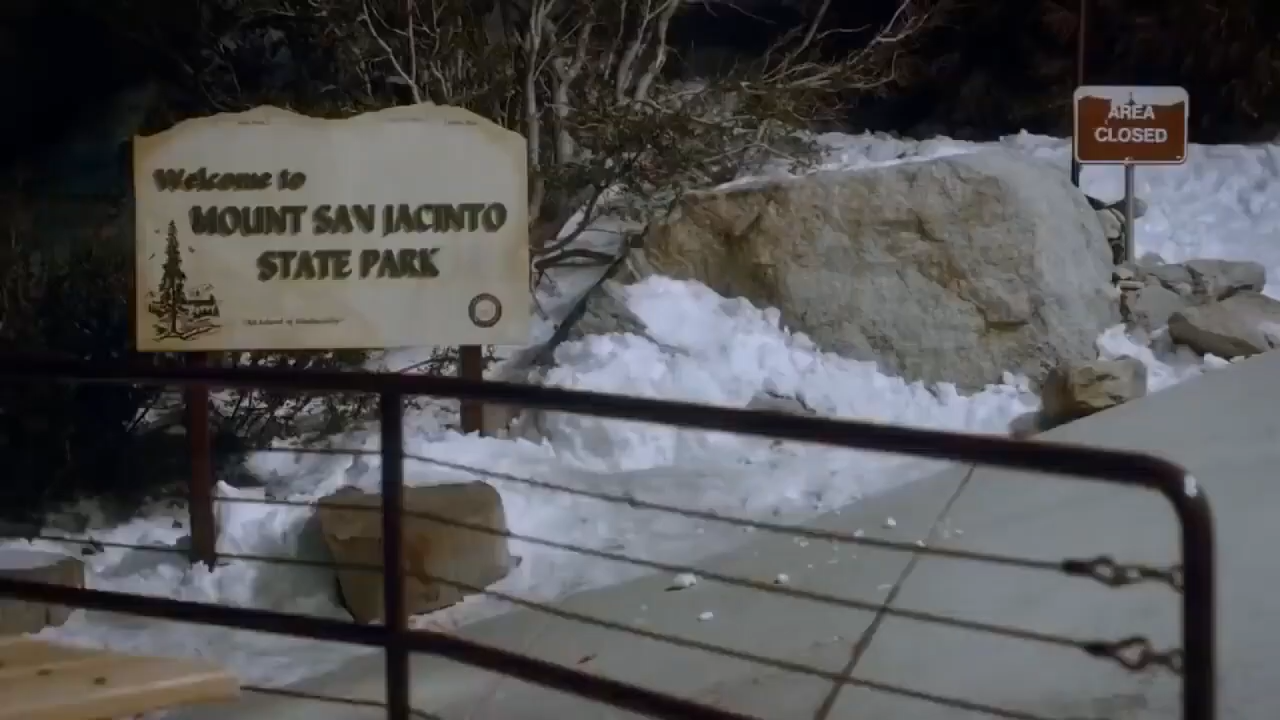 Welcome to
MOUNT SAN JACINTO
STATE PARK
AREA
CLOSED